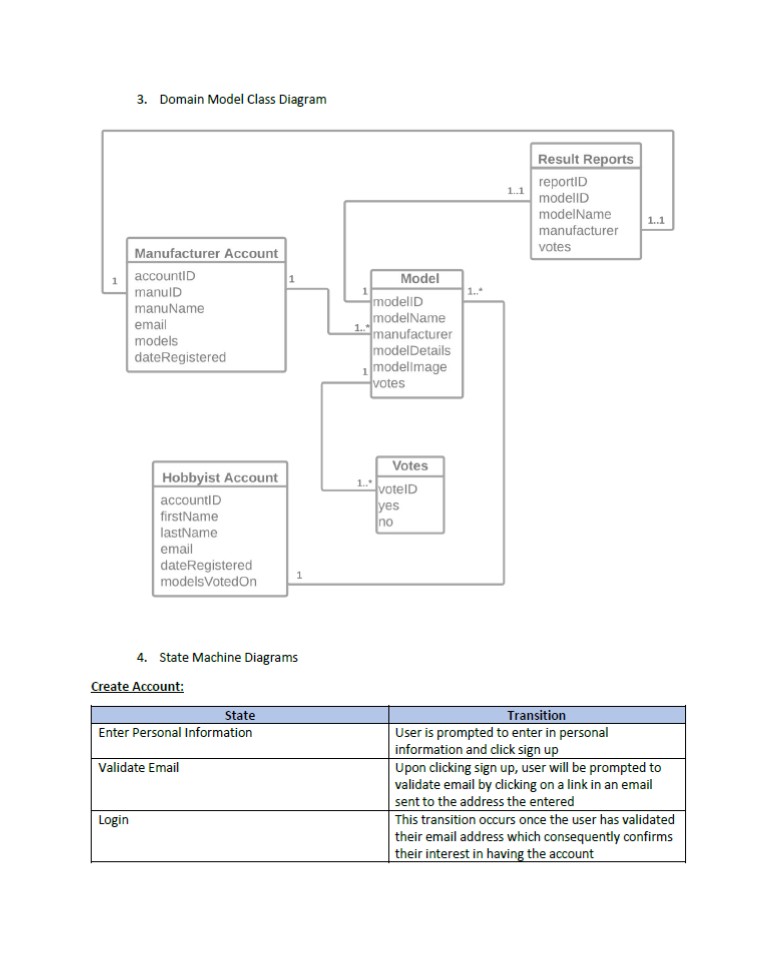 3. Domain Model Class Diagram
Result Reports
reportID
modelID
modelName
manufacturer
votes
1..1
1..1
Manufacturer Account
accountID
manuID
manuName
email
models
dateRegistered
1
1
Model
modelID
modelName
manufacturer
modelDetails
modelImage
votes
1
1..*
1..*
1
Votes
voteID
yes
no
1..*
Hobbyist Account
accountID
firstName
lastName
email
dateRegistered
modelsVotedOn
1
4. State Machine Diagrams
Create Account:
State
Transition
Enter Personal Information
User is prompted to enter in personal
information and click sign up
Validate Email
Upon clicking sign up, user will be prompted to
validate email by clicking on a link in an email
sent to the address the entered
Login
This transition occurs once the user has validated
their email address which consequently confirms
their interest in having the account